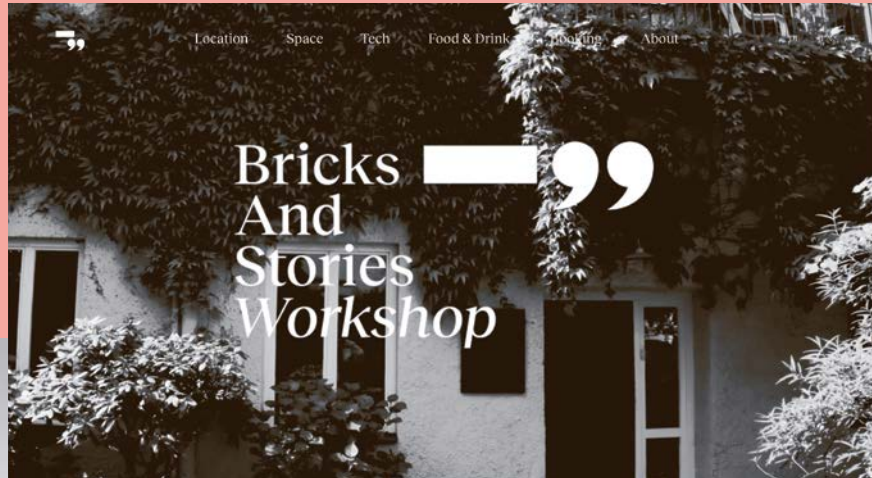 Location Space Tech Food & Drink Booking About
Bricks
And
Stories
Workshop